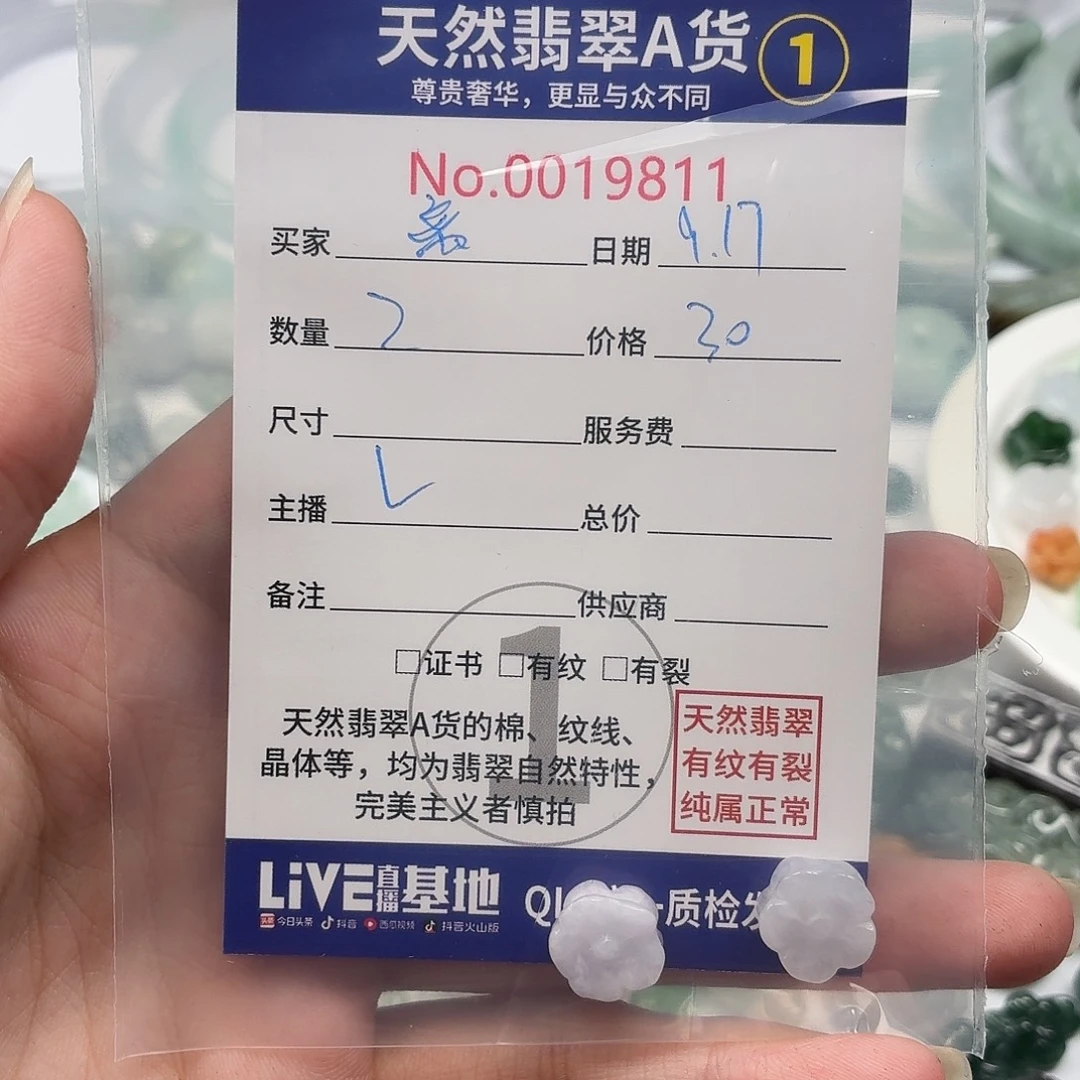 天然翡翠A货 1
尊贵奢华，更显与众不同
No.0019811
买家 日期 9.17
数量 2 价格 30
尺寸 服务费
主播 总价
备注 供应商
□证书 □有纹 □有裂
1
天然翡翠A货的棉、纹线、
晶体等，均为翡翠自然特性，
完美主义者慎拍
天然翡翠
有纹有裂
纯属正常
LiVE直播基地
头条 今日头条 抖音 西瓜视频 抖音火山版
质检